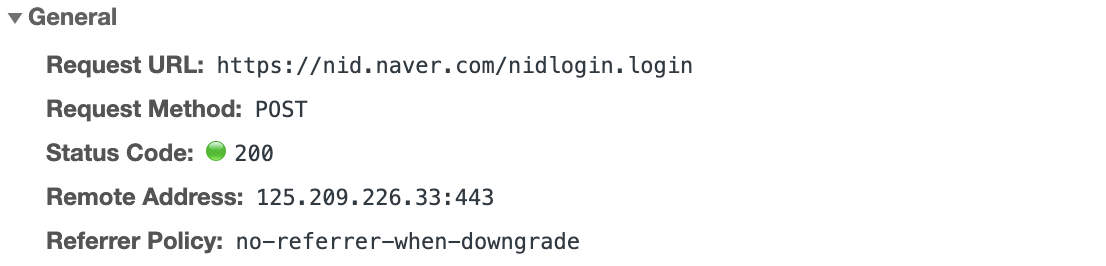 General
Request URL: https://nid.naver.com/nidlogin.login
Request Method: POST
Status Code: 200
Remote Address: 125.209.226.33:443
Referrer Policy: no-referrer-when-downgrade